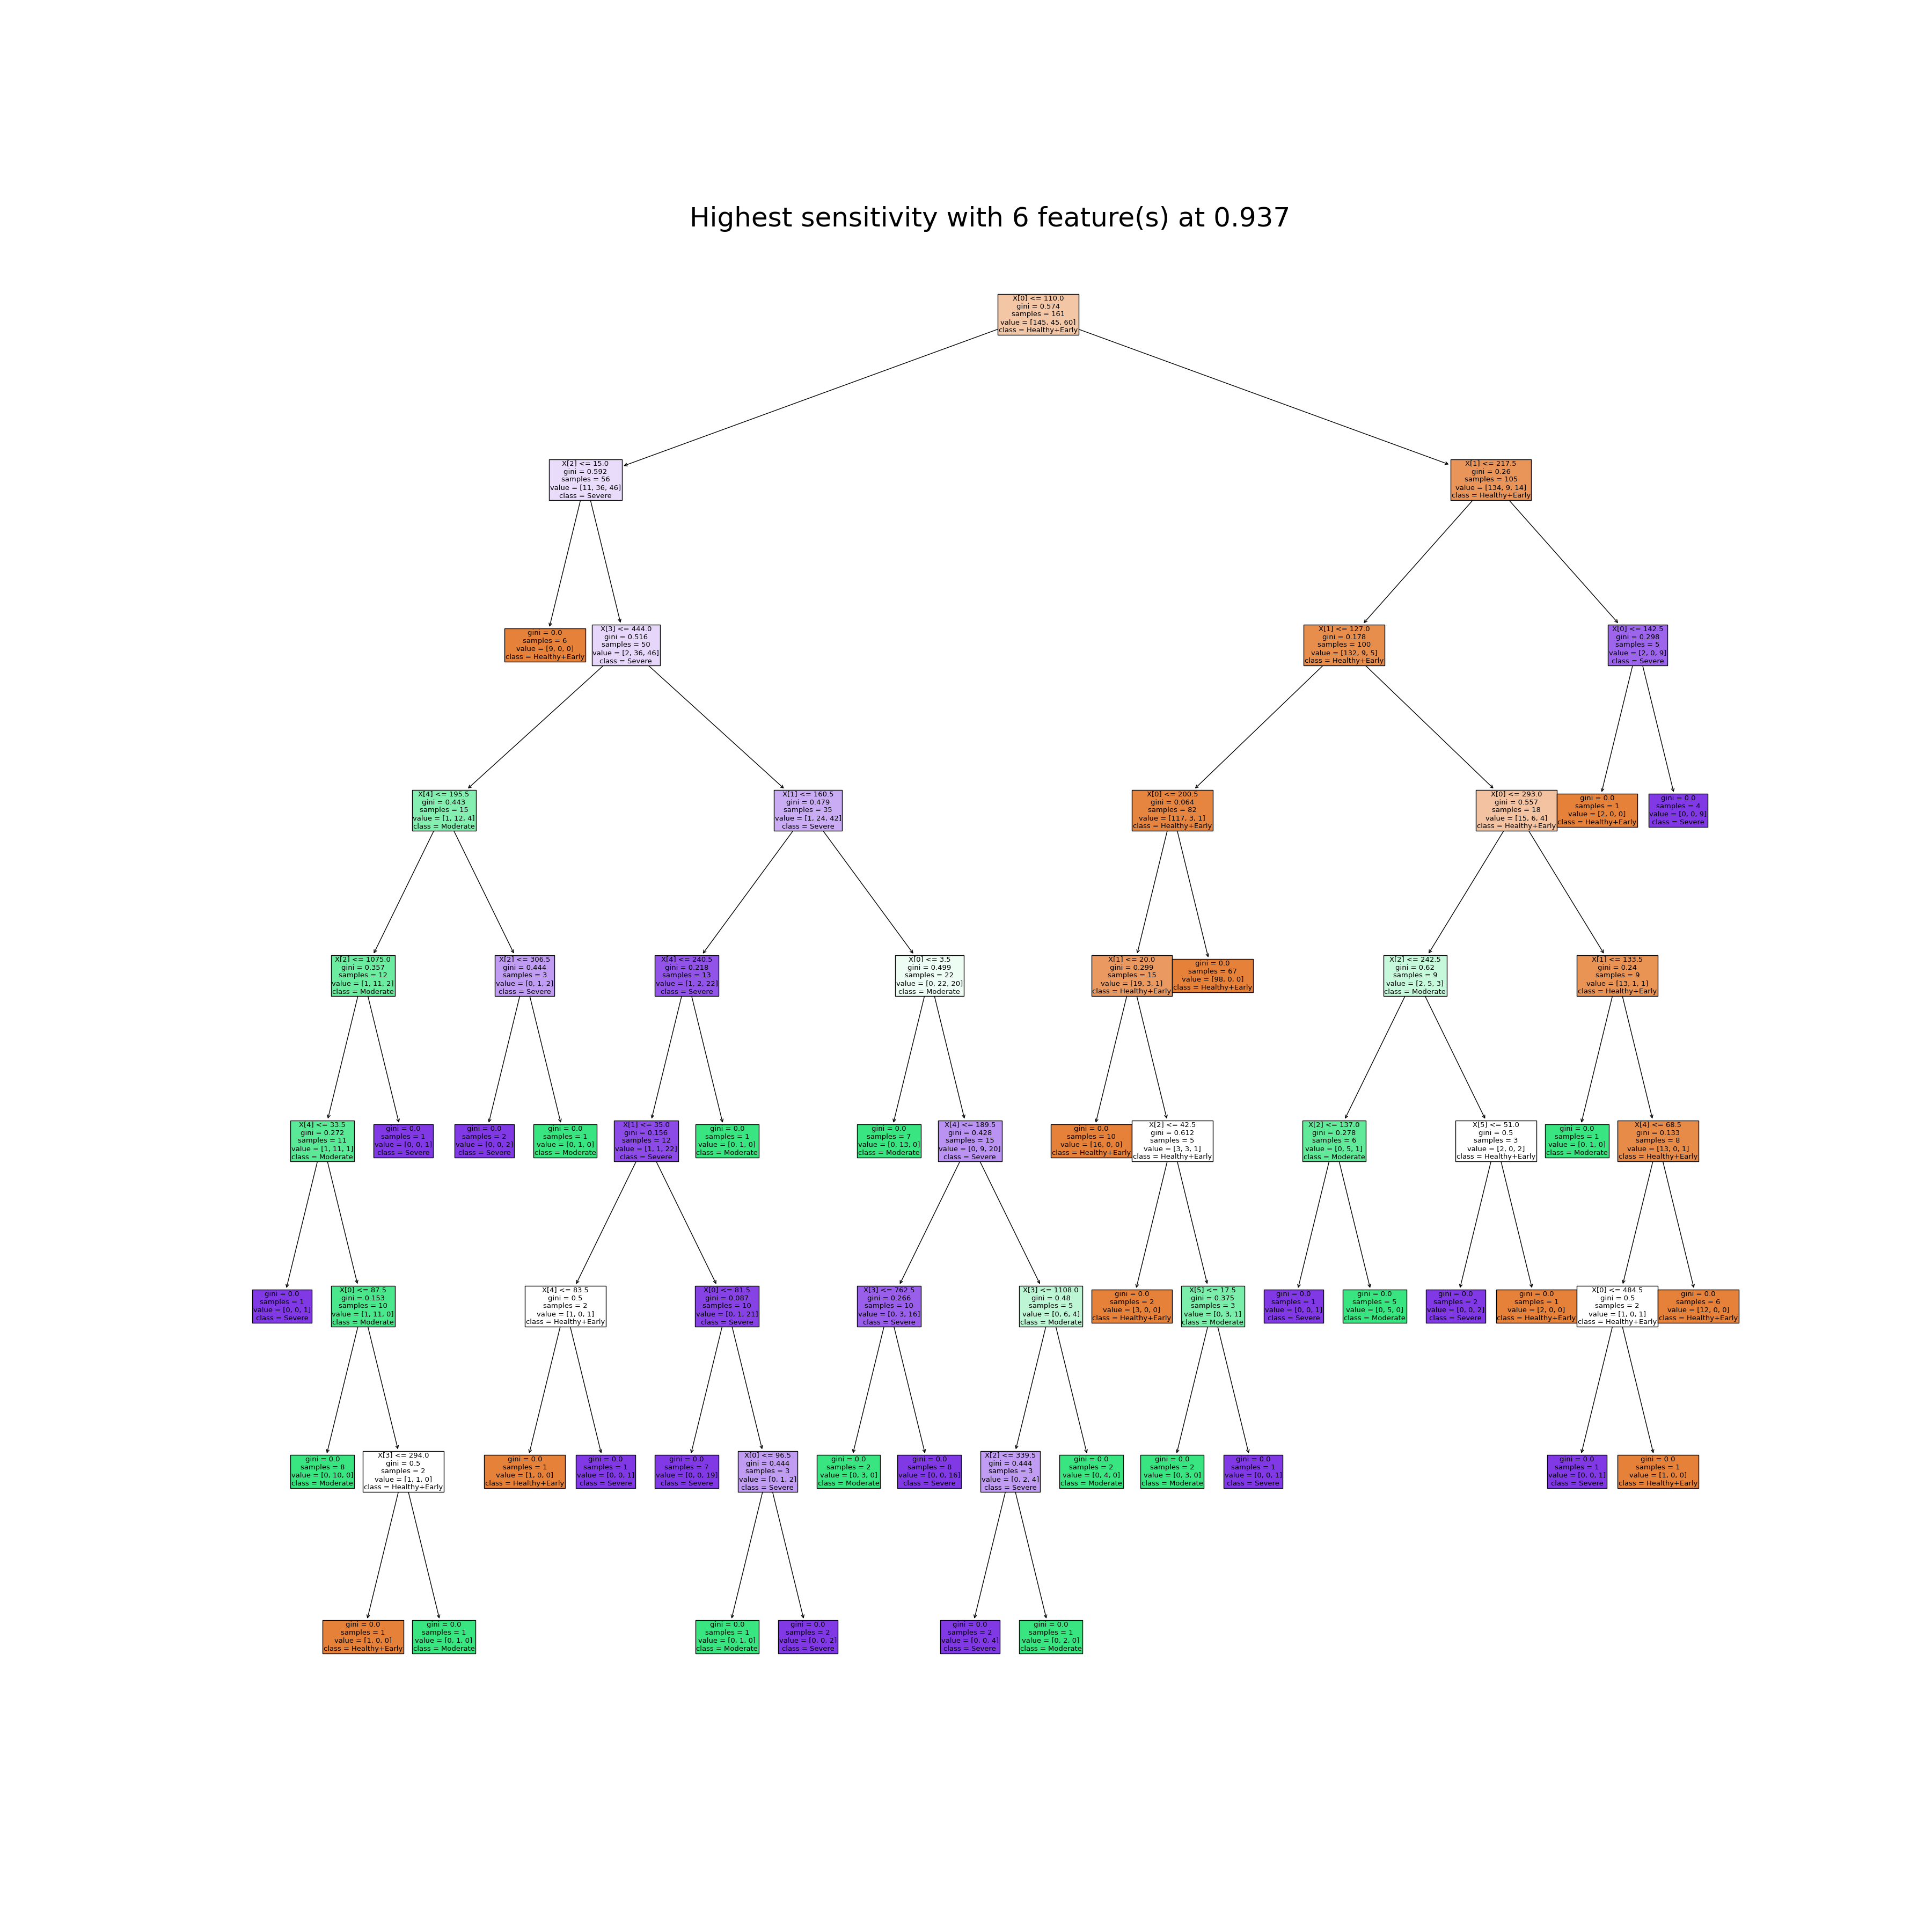 Highest sensitivity with 6 feature(s) at 0.937
X[0] <= 110.0
gini = 0.574
samples = 161
value = [145, 45, 60]
class = Healthy+Early
X[2] <= 15.0
gini = 0.592
samples = 56
value = [11, 36, 46]
class = Severe
X[1] <= 217.5
gini = 0.26
samples = 105
value = [134, 9, 14]
class = Healthy+Early
gini = 0.0
samples = 6
value = [9, 0, 0]
class = Healthy+Early
X[3] <= 444.0
gini = 0.516
samples = 50
value = [2, 36, 46]
class = Severe
X[1] <= 127.0
gini = 0.178
samples = 100
value = [132, 9, 5]
class = Healthy+Early
X[0] <= 142.5
gini = 0.298
samples = 5
value = [2, 0, 9]
class = Severe
X[4] <= 195.5
gini = 0.443
samples = 15
value = [1, 12, 4]
class = Moderate
X[1] <= 160.5
gini = 0.479
samples = 35
value = [1, 24, 42]
class = Severe
X[0] <= 200.5
gini = 0.064
samples = 82
value = [117, 3, 1]
class = Healthy+Early
X[0] <= 293.0
gini = 0.557
samples = 18
value = [15, 6, 4]
class = Healthy+Early
gini = 0.0
samples = 1
value = [2, 0, 0]
class = Healthy+Early
gini = 0.0
samples = 4
value = [0, 0, 9]
class = Severe
X[2] <= 1075.0
gini = 0.357
samples = 12
value = [1, 11, 2]
class = Moderate
X[2] <= 306.5
gini = 0.444
samples = 3
value = [0, 1, 2]
class = Severe
X[4] <= 240.5
gini = 0.218
samples = 13
value = [1, 2, 22]
class = Severe
X[0] <= 3.5
gini = 0.499
samples = 22
value = [0, 22, 20]
class = Moderate
X[1] <= 20.0
gini = 0.299
samples = 15
value = [19, 3, 1]
class = Healthy+Early
gini = 0.0
samples = 67
value = [98, 0, 0]
class = Healthy+Early
X[2] <= 242.5
gini = 0.62
samples = 9
value = [2, 5, 3]
class = Moderate
X[1] <= 133.5
gini = 0.24
samples = 9
value = [13, 1, 1]
class = Healthy+Early
X[4] <= 33.5
gini = 0.272
samples = 11
value = [1, 11, 1]
class = Moderate
gini = 0.0
samples = 1
value = [0, 0, 1]
class = Severe
gini = 0.0
samples = 2
value = [0, 0, 2]
class = Severe
gini = 0.0
samples = 1
value = [0, 1, 0]
class = Moderate
X[1] <= 35.0
gini = 0.156
samples = 12
value = [1, 1, 22]
class = Severe
gini = 0.0
samples = 1
value = [0, 1, 0]
class = Moderate
gini = 0.0
samples = 7
value = [0, 13, 0]
class = Moderate
X[4] <= 189.5
gini = 0.428
samples = 15
value = [0, 9, 20]
class = Severe
gini = 0.0
samples = 10
value = [16, 0, 0]
class = Healthy+Early
X[2] <= 42.5
gini = 0.612
samples = 5
value = [3, 3, 1]
class = Healthy+Early
X[2] <= 137.0
gini = 0.278
samples = 6
value = [0, 5, 1]
class = Moderate
X[5] <= 51.0
gini = 0.5
samples = 3
value = [2, 0, 2]
class = Healthy+Early
gini = 0.0
samples = 1
value = [0, 1, 0]
class = Moderate
X[4] <= 68.5
gini = 0.133
samples = 8
value = [13, 0, 1]
class = Healthy+Early
gini = 0.0
samples = 1
value = [0, 0, 1]
class = Severe
X[0] <= 87.5
gini = 0.153
samples = 10
value = [1, 11, 0]
class = Moderate
X[4] <= 83.5
gini = 0.5
samples = 2
value = [1, 0, 1]
class = Healthy+Early
X[0] <= 81.5
gini = 0.087
samples = 10
value = [0, 1, 21]
class = Severe
X[3] <= 762.5
gini = 0.266
samples = 10
value = [0, 3, 16]
class = Severe
X[3] <= 1108.0
gini = 0.48
samples = 5
value = [0, 6, 4]
class = Moderate
gini = 0.0
samples = 2
value = [3, 0, 0]
class = Healthy+Early
X[5] <= 17.5
gini = 0.375
samples = 3
value = [0, 3, 1]
class = Moderate
gini = 0.0
samples = 1
value = [0, 0, 1]
class = Severe
gini = 0.0
samples = 5
value = [0, 5, 0]
class = Moderate
gini = 0.0
samples = 2
value = [0, 0, 2]
class = Severe
gini = 0.0
samples = 1
value = [2, 0, 0]
class = Healthy+Early
X[0] <= 484.5
gini = 0.5
samples = 2
value = [1, 0, 1]
class = Healthy+Early
gini = 0.0
samples = 6
value = [12, 0, 0]
class = Healthy+Early
gini = 0.0
samples = 8
value = [0, 10, 0]
class = Moderate
X[3] <= 294.0
gini = 0.5
samples = 2
value = [1, 1, 0]
class = Healthy+Early
gini = 0.0
samples = 1
value = [1, 0, 0]
class = Healthy+Early
gini = 0.0
samples = 1
value = [0, 0, 1]
class = Severe
gini = 0.0
samples = 7
value = [0, 0, 19]
class = Severe
X[0] <= 96.5
gini = 0.444
samples = 3
value = [0, 1, 2]
class = Severe
gini = 0.0
samples = 2
value = [0, 3, 0]
class = Moderate
gini = 0.0
samples = 8
value = [0, 0, 16]
class = Severe
X[2] <= 339.5
gini = 0.444
samples = 3
value = [0, 2, 4]
class = Severe
gini = 0.0
samples = 2
value = [0, 4, 0]
class = Moderate
gini = 0.0
samples = 2
value = [0, 3, 0]
class = Moderate
gini = 0.0
samples = 1
value = [0, 0, 1]
class = Severe
gini = 0.0
samples = 1
value = [0, 0, 1]
class = Severe
gini = 0.0
samples = 1
value = [1, 0, 0]
class = Healthy+Early
gini = 0.0
samples = 1
value = [1, 0, 0]
class = Healthy+Early
gini = 0.0
samples = 1
value = [0, 1, 0]
class = Moderate
gini = 0.0
samples = 1
value = [0, 1, 0]
class = Moderate
gini = 0.0
samples = 2
value = [0, 0, 2]
class = Severe
gini = 0.0
samples = 2
value = [0, 0, 4]
class = Severe
gini = 0.0
samples = 1
value = [0, 2, 0]
class = Moderate